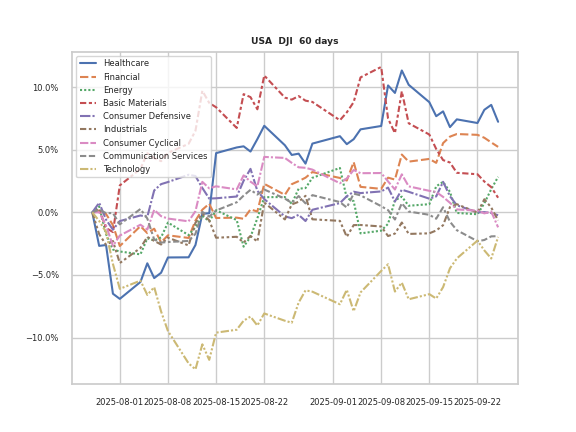 USA DJI 60 days
Healthcare
Financial
Energy
Basic Materials
Consumer Defensive
Industrials
Consumer Cyclical
Communication Services
Technology
10.0%
5.0%
0.0%
−5.0%
−10.0%
2025-08-01 2025-08-08 2025-08-15 2025-08-22 2025-09-01 2025-09-08 2025-09-15 2025-09-22